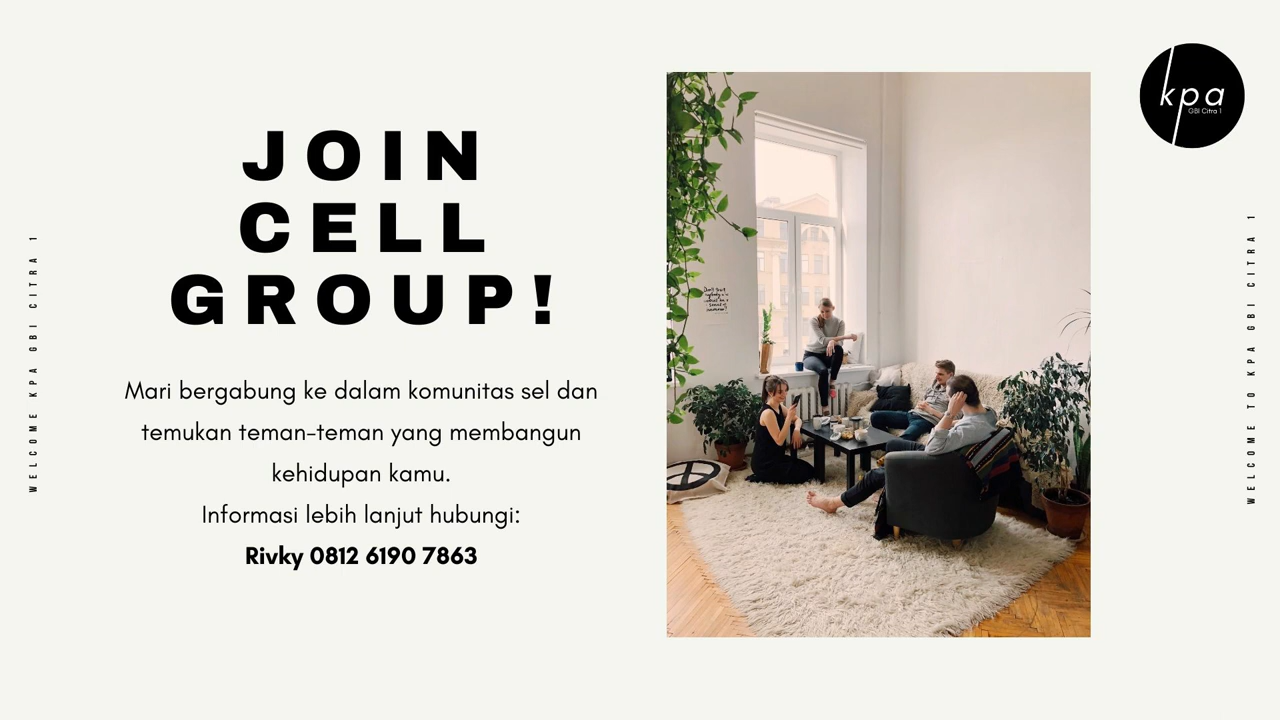 JOIN
CELL
GROUP!
Mari bergabung ke dalam komunitas sel dan
temukan teman-teman yang membangun
kehidupan kamu.
Informasi lebih lanjut hubungi:
Rivky 0812 6190 7863
WELCOME KPA GBI CITRA 1
kpa
GBI Citra 1
WELCOME TO KPA GBI CITRA 1